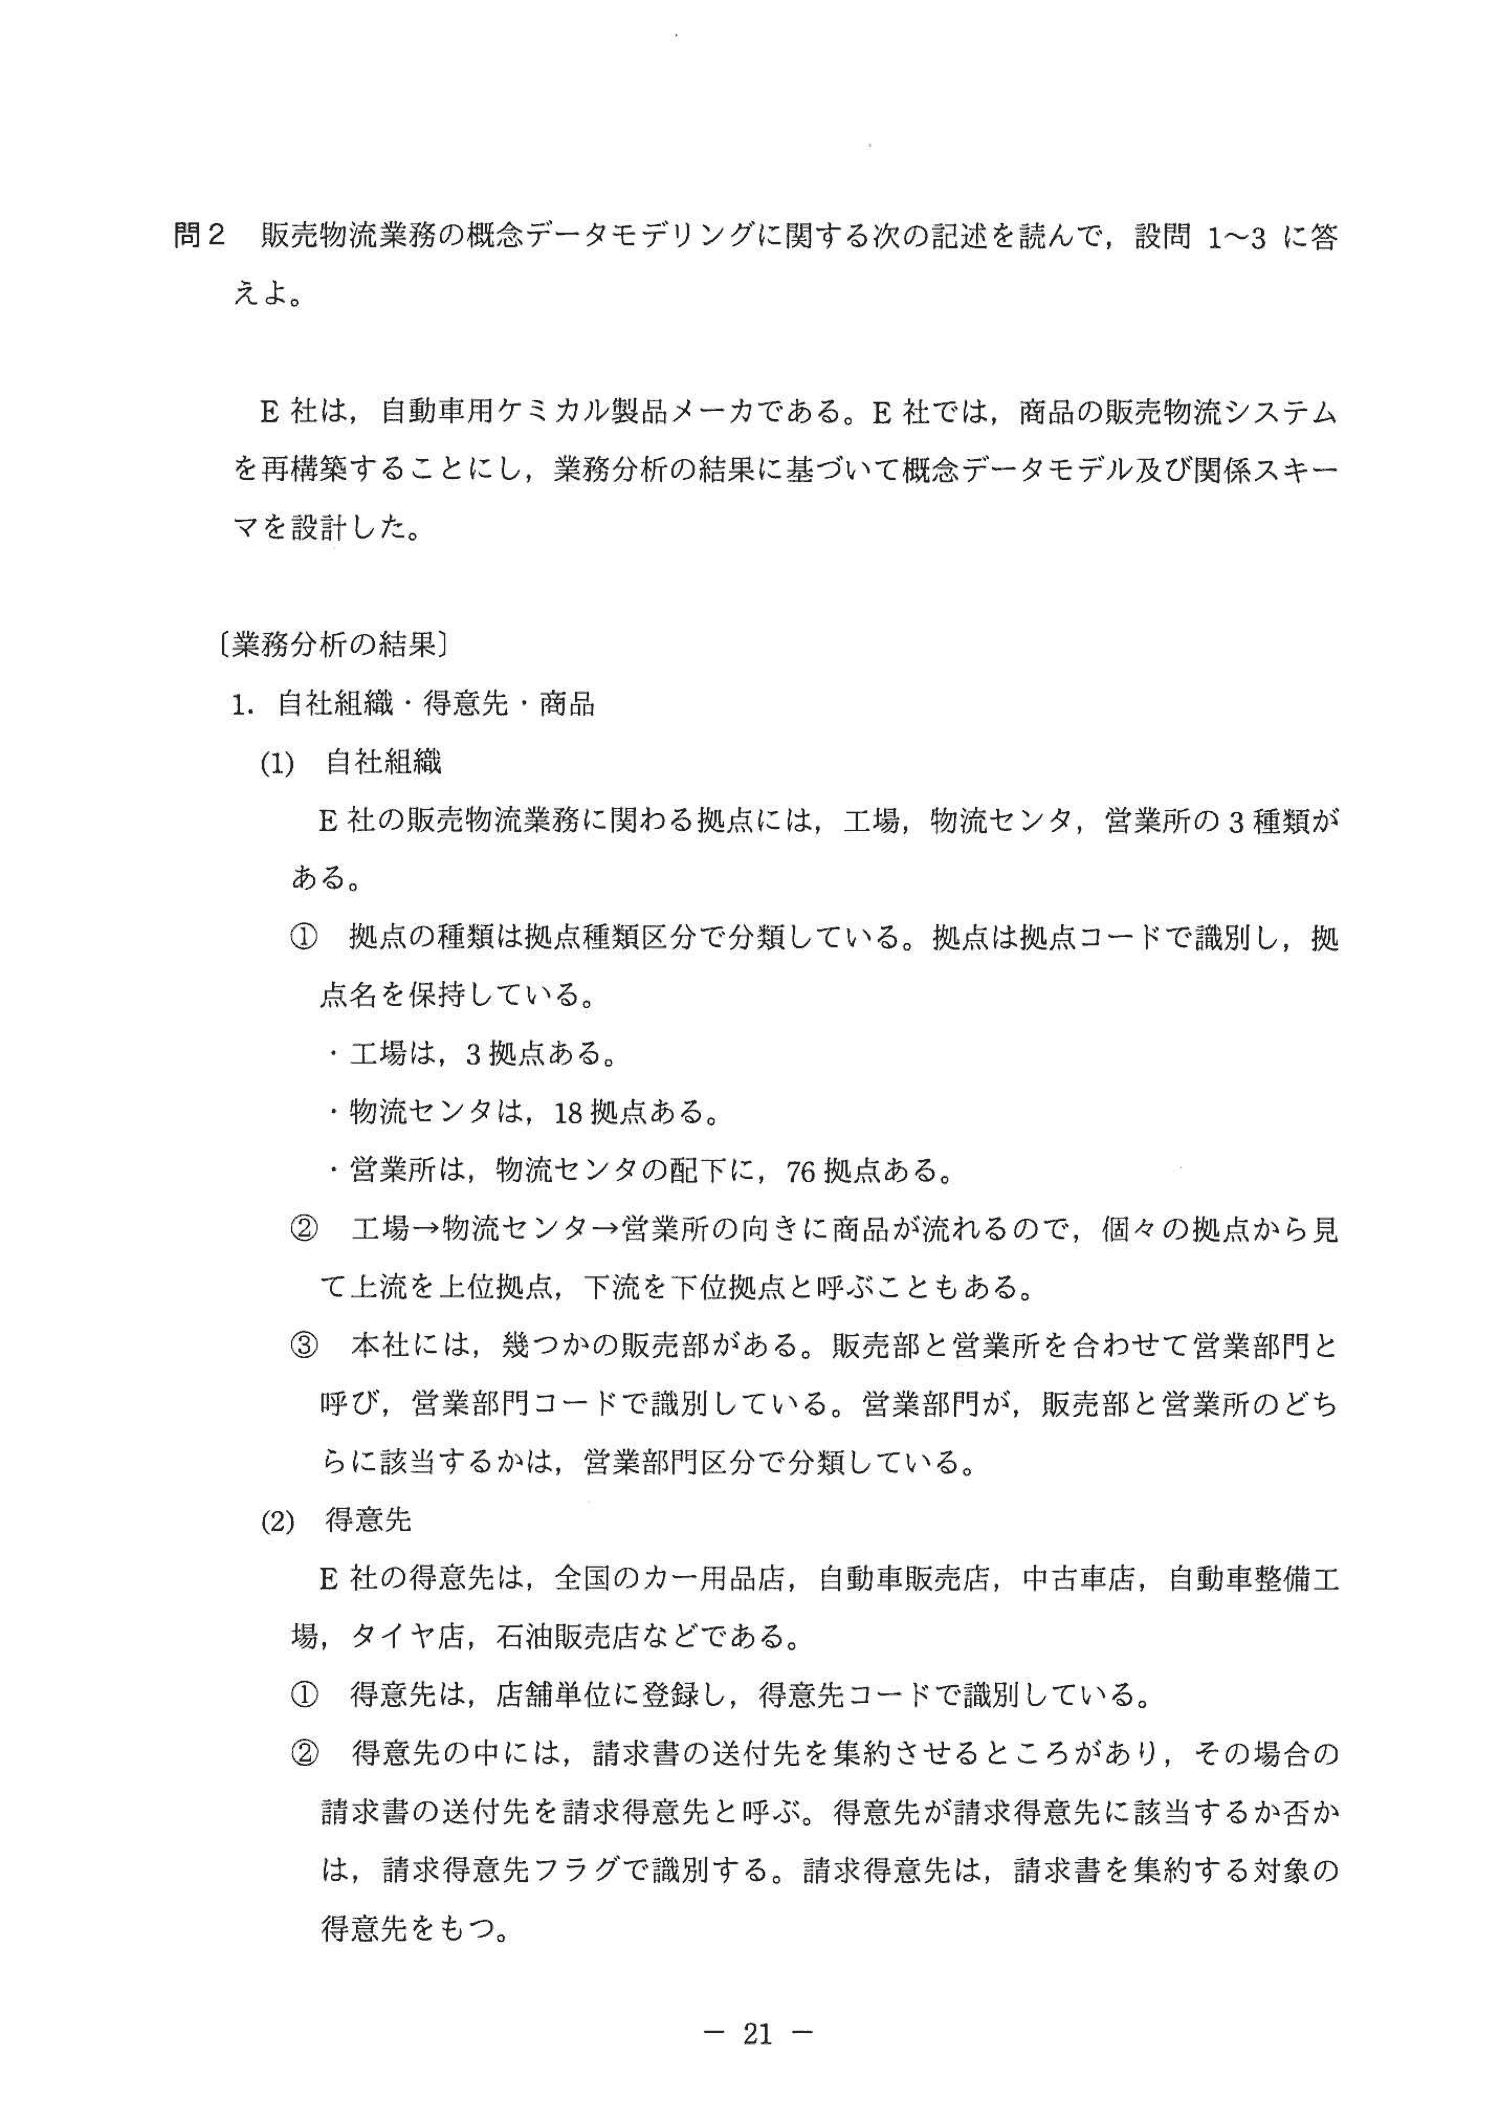 問2　販売物流業務の概念データモデリングに関する次の記述を読んで，設問 1～3 に答
えよ。
E 社は，自動車用ケミカル製品メーカである。E 社では，商品の販売物流システム
を再構築することにし，業務分析の結果に基づいて概念データモデル及び関係スキー
マを設計した。
〔業務分析の結果〕
1．自社組織・得意先・商品
(1)　自社組織
E 社の販売物流業務に関わる拠点には，工場，物流センタ，営業所の 3 種類が
ある。
①　拠点の種類は拠点種類区分で分類している。拠点は拠点コードで識別し，拠
点名を保持している。
・工場は，3 拠点ある。
・物流センタは，18 拠点ある。
・営業所は，物流センタの配下に，76 拠点ある。
②　工場→物流センタ→営業所の向きに商品が流れるので，個々の拠点から見
て上流を上位拠点，下流を下位拠点と呼ぶこともある。
③　本社には，幾つかの販売部がある。販売部と営業所を合わせて営業部門と
呼び，営業部門コードで識別している。営業部門が，販売部と営業所のどち
らに該当するかは，営業部門区分で分類している。
(2)　得意先
E 社の得意先は，全国のカー用品店，自動車販売店，中古車店，自動車整備工
場，タイヤ店，石油販売店などである。
①　得意先は，店舗単位に登録し，得意先コードで識別している。
②　得意先の中には，請求書の送付先を集約させるところがあり，その場合の
請求書の送付先を請求得意先と呼ぶ。得意先が請求得意先に該当するか否か
は，請求得意先フラグで識別する。請求得意先は，請求書を集約する対象の
得意先をもつ。
－ 21 －